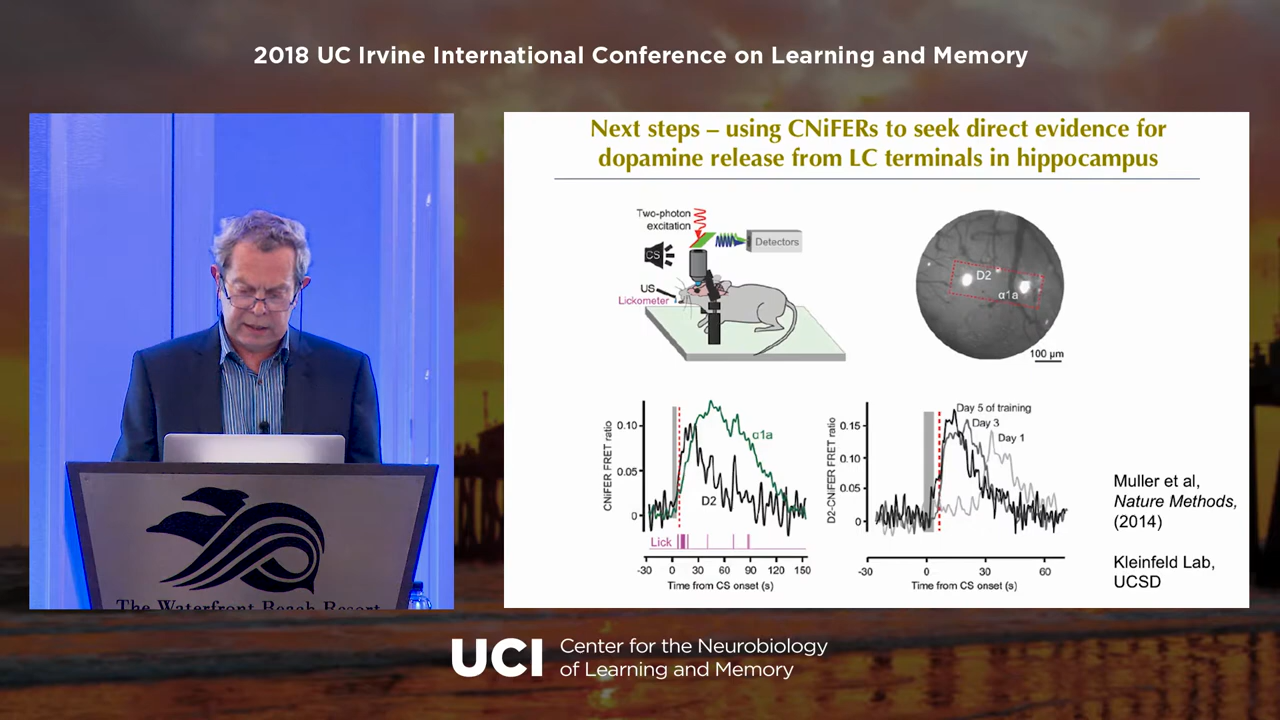 2018 UC Irvine International Conference on Learning and Memory
Next steps – using CNiFERs to seek direct evidence for
dopamine release from LC terminals in hippocampus
Two-photon
excitation
Detectors
CS
US
Lickometer
D2
α1a
100 µm
CNiFER FRET ratio
0.10
0.05
0
α1a
D2
Lick
-30 0 30 60 90 120 150
Time from CS onset (s)
D2-CNiFER FRET ratio
0.15
0.10
0.05
0
Day 5 of training
Day 3
Day 1
-30 0 30 60
Time from CS onset (s)
Muller et al,
Nature Methods,
(2014)
Kleinfeld Lab,
UCSD
The Waterfront Beach Resort
UCI
Center for the Neurobiology
of Learning and Memory